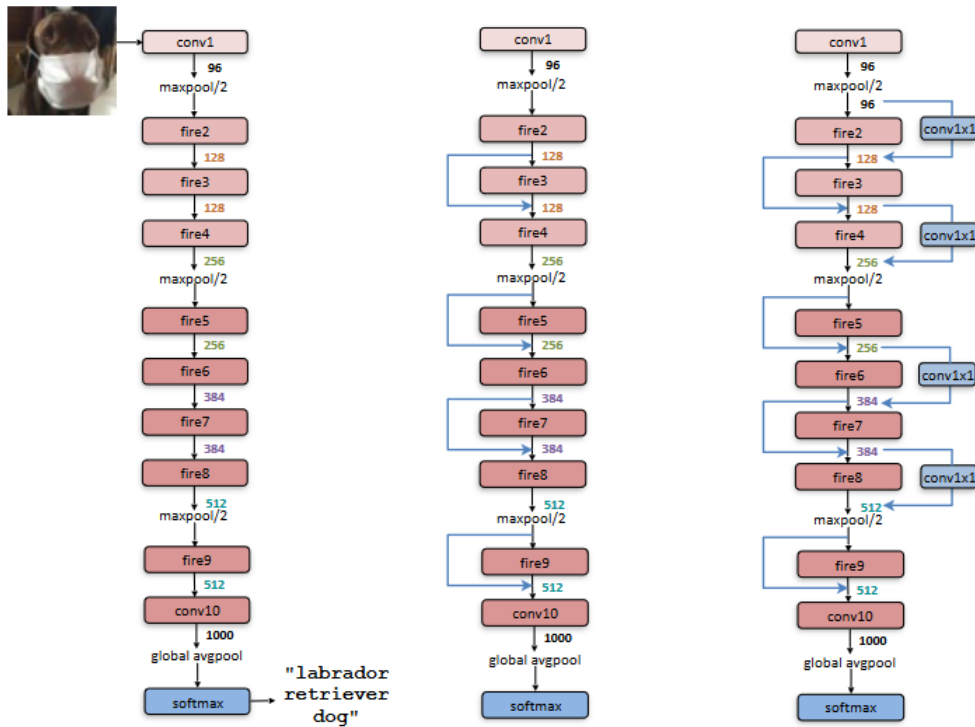 conv1
96
maxpool/2
fire2
128
fire3
128
fire4
256
maxpool/2
fire5
256
fire6
384
fire7
384
fire8
512
maxpool/2
fire9
512
conv10
1000
global avgpool
softmax
"labrador
retriever
dog"
conv1
96
maxpool/2
fire2
128
fire3
128
fire4
256
maxpool/2
fire5
256
fire6
384
fire7
384
fire8
512
maxpool/2
fire9
512
conv10
1000
global avgpool
softmax
conv1
96
maxpool/2
96
conv1x1
fire2
128
fire3
128
conv1x1
fire4
256
maxpool/2
fire5
256
conv1x1
fire6
384
fire7
384
conv1x1
fire8
512
maxpool/2
fire9
512
conv10
1000
global avgpool
softmax